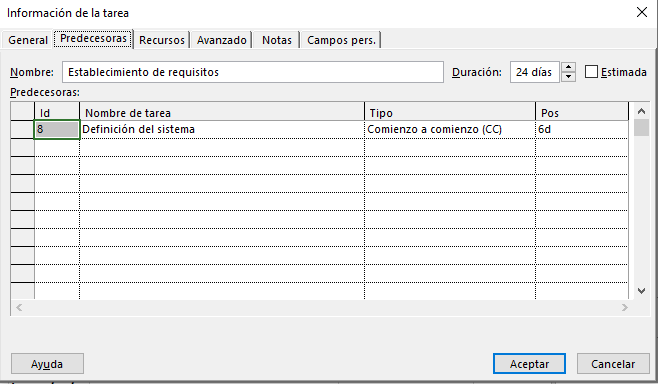 Información de la tarea
General Predecesoras Recursos Avanzado Notas Campos pers.
Nombre: Establecimiento de requisitos Duración: 24 días Estimada
Predecesoras:
Id Nombre de tarea Tipo Pos
8 Definición del sistema Comienzo a comienzo (CC) 6d
Ayuda Aceptar Cancelar